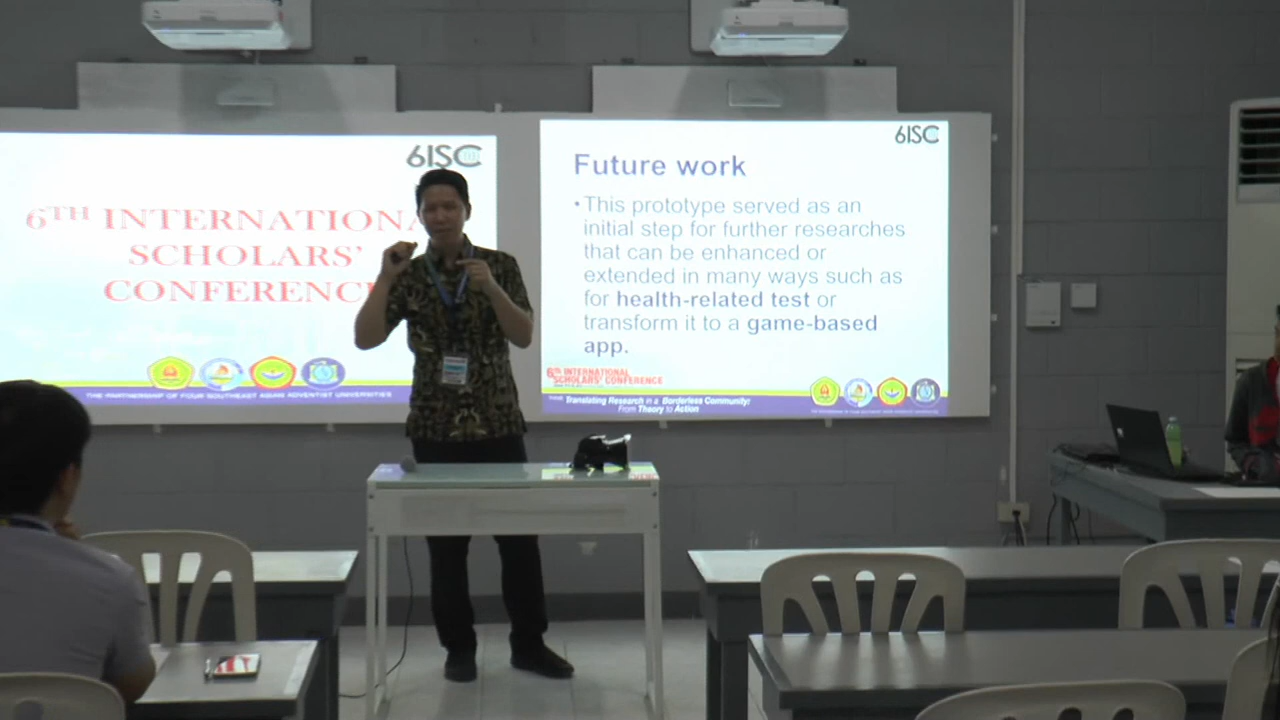 6ISC
6TH INTERNATIONA
SCHOLARS'
CONFERENC
THE PARTNERSHIP OF FOUR SOUTHEAST ASIAN ADVENTIST UNIVERSITIES
6ISC
Future work
• This prototype served as an
initial step for further researches
that can be enhanced or
extended in many ways such as
for health-related test or
transform it to a game-based
app.
6TH INTERNATIONAL
SCHOLARS' CONFERENCE
Translating Research in a Borderless Community:
From Theory to Action